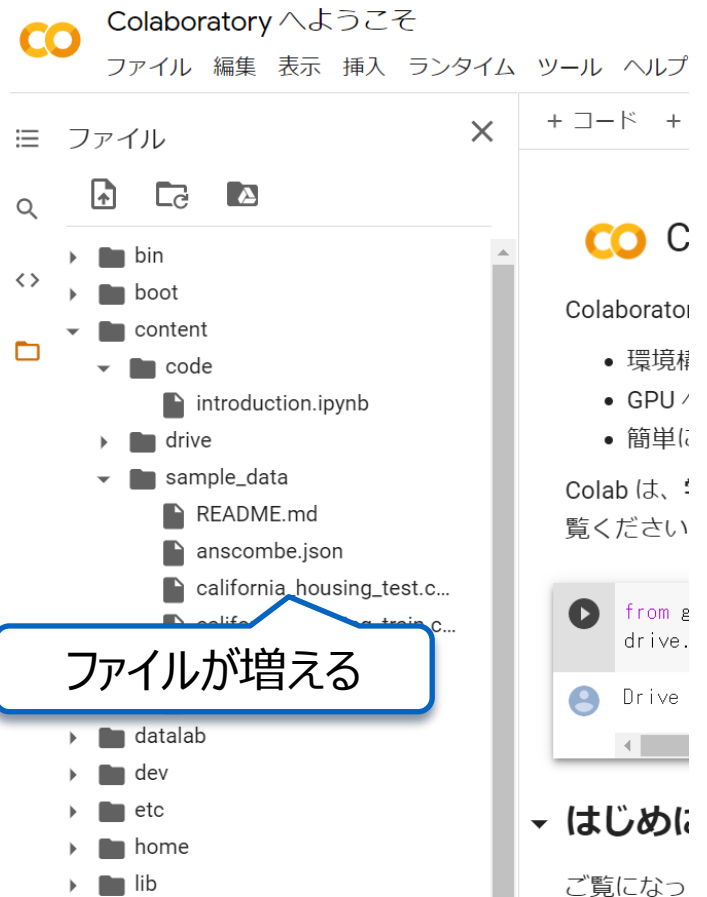 Colaboratory へようこそ
ファイル 編集 表示 挿入 ランタイム ツール ヘルプ
ファイル
+ コード +
bin
boot
content
code
introduction.ipynb
drive
sample_data
README.md
anscombe.json
california_housing_test.c...
ファイルが増える
datalab
dev
etc
home
lib
C
Colaborator
環境構
GPU へ
簡単に
Colab は、
覧ください
from g
drive.
Drive
はじめに
ご覧になっ